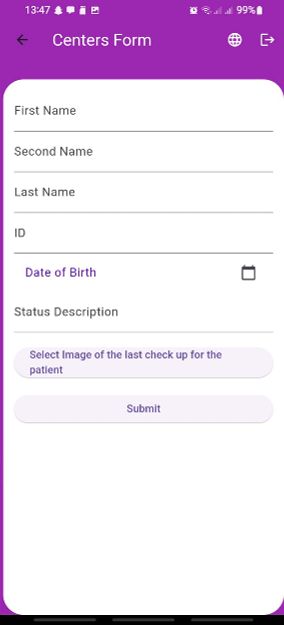 13:47 99%
Centers Form
First Name
Second Name
Last Name
ID
Date of Birth
Status Description
Select Image of the last check up for the
patient
Submit